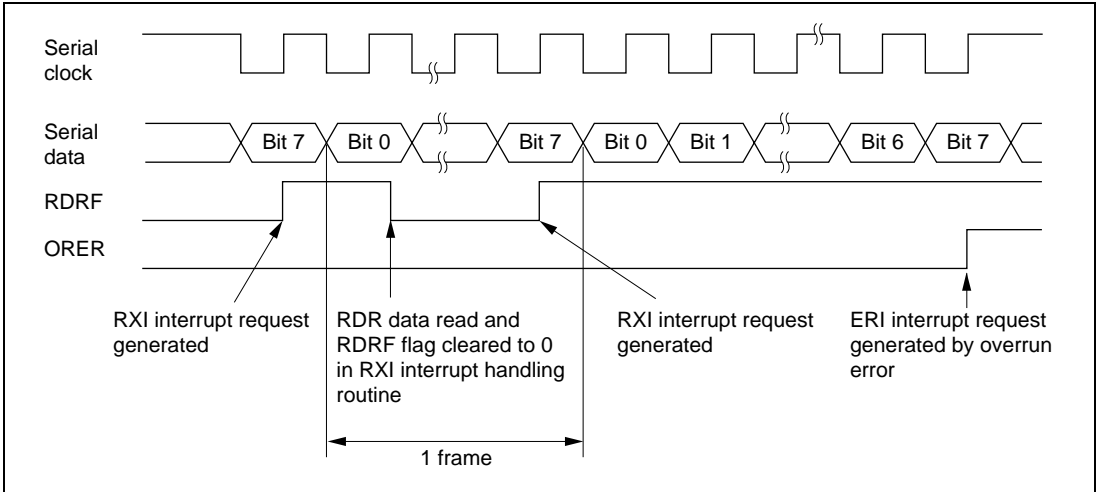 Serial
clock
Serial
data
Bit 7
Bit 0
Bit 7
Bit 0
Bit 1
Bit 6
Bit 7
RDRF
ORER
RXI interrupt request
generated
RDR data read and
RDRF flag cleared to 0
in RXI interrupt handling
routine
RXI interrupt request
generated
ERI interrupt request
generated by overrun
error
1 frame